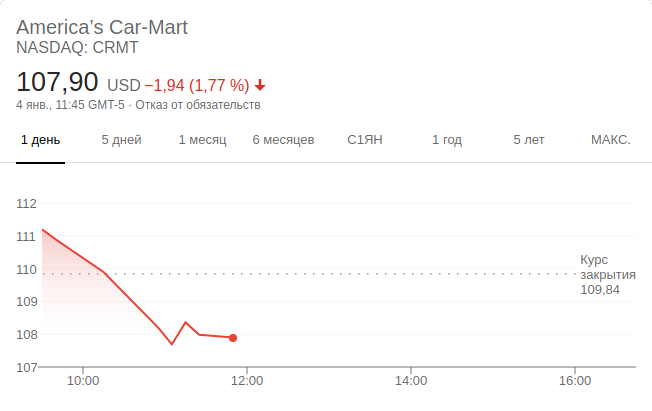 America’s Car-Mart
NASDAQ: CRMT
107,90 USD −1,94 (1,77 %)
4 янв., 11:45 GMT-5 · Отказ от обязательств
1 день 5 дней 1 месяц 6 месяцев С1ЯН 1 год 5 лет МАКС.
112
111
110
109
108
107
Курс
закрытия
109,84
10:00 12:00 14:00 16:00